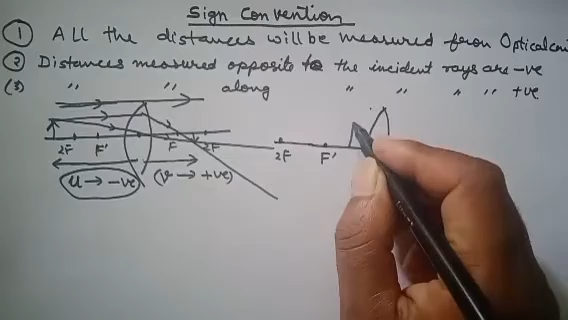 Sign Convention
① All the distances will be measured from Optical
② Distances measured opposite to the incident rays are -ve
(3) " " along " " " " +ve
2F F' F 2F 2F F'
u → -ve (v → +ve)